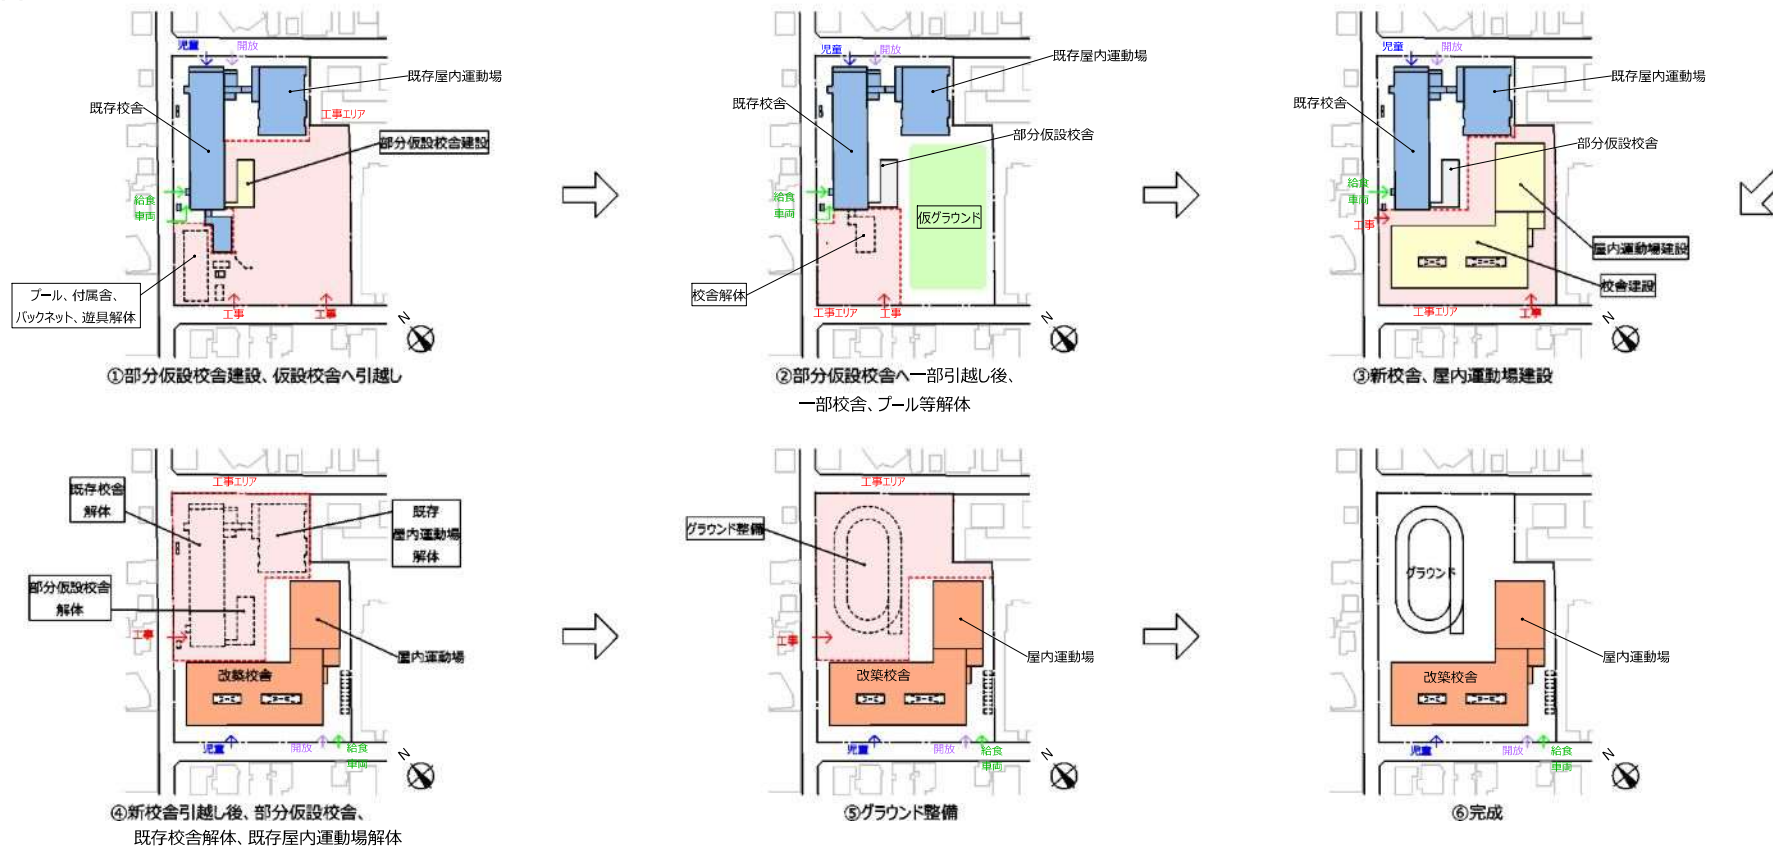 児童
開放
既存屋内運動場
工事エリア
既存校舎
部分仮設校舎建設
給食
車両
プール、付属舎、
バックネット、遊具解体
工事
工事
N
①部分仮設校舎建設、仮設校舎へ引越し
児童
開放
既存屋内運動場
既存校舎
部分仮設校舎
給食
車両
仮グラウンド
校舎解体
工事エリア
工事
N
②部分仮設校舎へ一部引越し後、
一部校舎、プール等解体
児童
開放
既存屋内運動場
既存校舎
部分仮設校舎
給食
車両
工事
屋内運動場建設
校舎建設
工事エリア
工事
N
③新校舎、屋内運動場建設
工事エリア
既存校舎
解体
既存
屋内運動場
解体
部分仮設校舎
解体
工事
屋内運動場
改築校舎
児童
開放
給食
車両
N
④新校舎引越し後、部分仮設校舎、
既存校舎解体、既存屋内運動場解体
工事エリア
グラウンド整備
工事
屋内運動場
改築校舎
児童
開放
給食
車両
N
⑤グラウンド整備
グラウンド
屋内運動場
改築校舎
児童
開放
給食
車両
N
⑥完成